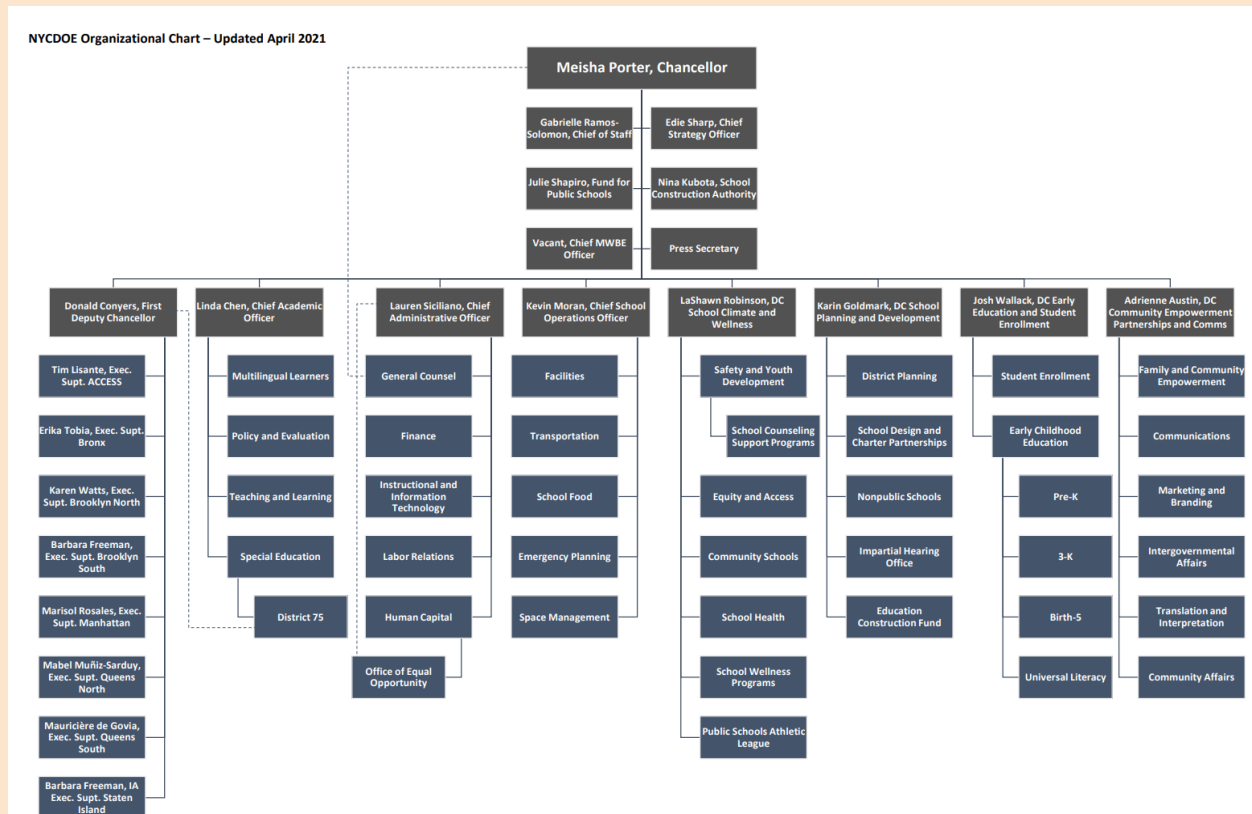 NYCDOE Organizational Chart – Updated April 2021
Meisha Porter, Chancellor
Gabrielle Ramos-
Solomon, Chief of Staff
Edie Sharp, Chief
Strategy Officer
Julie Shapiro, Fund for
Public Schools
Nina Kubota, School
Construction Authority
Vacant, Chief MWBE
Officer
Press Secretary
Donald Conyers, First
Deputy Chancellor
Linda Chen, Chief Academic
Officer
Lauren Siciliano, Chief
Administrative Officer
Kevin Moran, Chief School
Operations Officer
LaShawn Robinson, DC
School Climate and
Wellness
Karin Goldmark, DC School
Planning and Development
Josh Wallack, DC Early
Education and Student
Enrollment
Adrienne Austin, DC
Community Empowerment
Partnerships and Comms
Tim Lisante, Exec.
Supt. ACCESS
Erika Tobia, Exec. Supt.
Bronx
Karen Watts, Exec.
Supt. Brooklyn North
Barbara Freeman,
Exec. Supt. Brooklyn
South
Marisol Rosales, Exec.
Supt. Manhattan
Mabel Muñiz-Sarduy,
Exec. Supt. Queens
North
Mauricière de Govia,
Exec. Supt. Queens
South
Barbara Freeman, IA
Exec. Supt. Staten
Island
Multilingual Learners
Policy and Evaluation
Teaching and Learning
Special Education
District 75
General Counsel
Finance
Instructional and
Information
Technology
Labor Relations
Human Capital
Office of Equal
Opportunity
Facilities
Transportation
School Food
Emergency Planning
Space Management
Safety and Youth
Development
School Counseling
Support Programs
Equity and Access
Community Schools
School Health
School Wellness
Programs
Public Schools Athletic
League
District Planning
School Design and
Charter Partnerships
Nonpublic Schools
Impartial Hearing
Office
Education
Construction Fund
Student Enrollment
Early Childhood
Education
Pre-K
3-K
Birth-5
Universal Literacy
Family and Community
Empowerment
Communications
Marketing and
Branding
Intergovernmental
Affairs
Translation and
Interpretation
Community Affairs